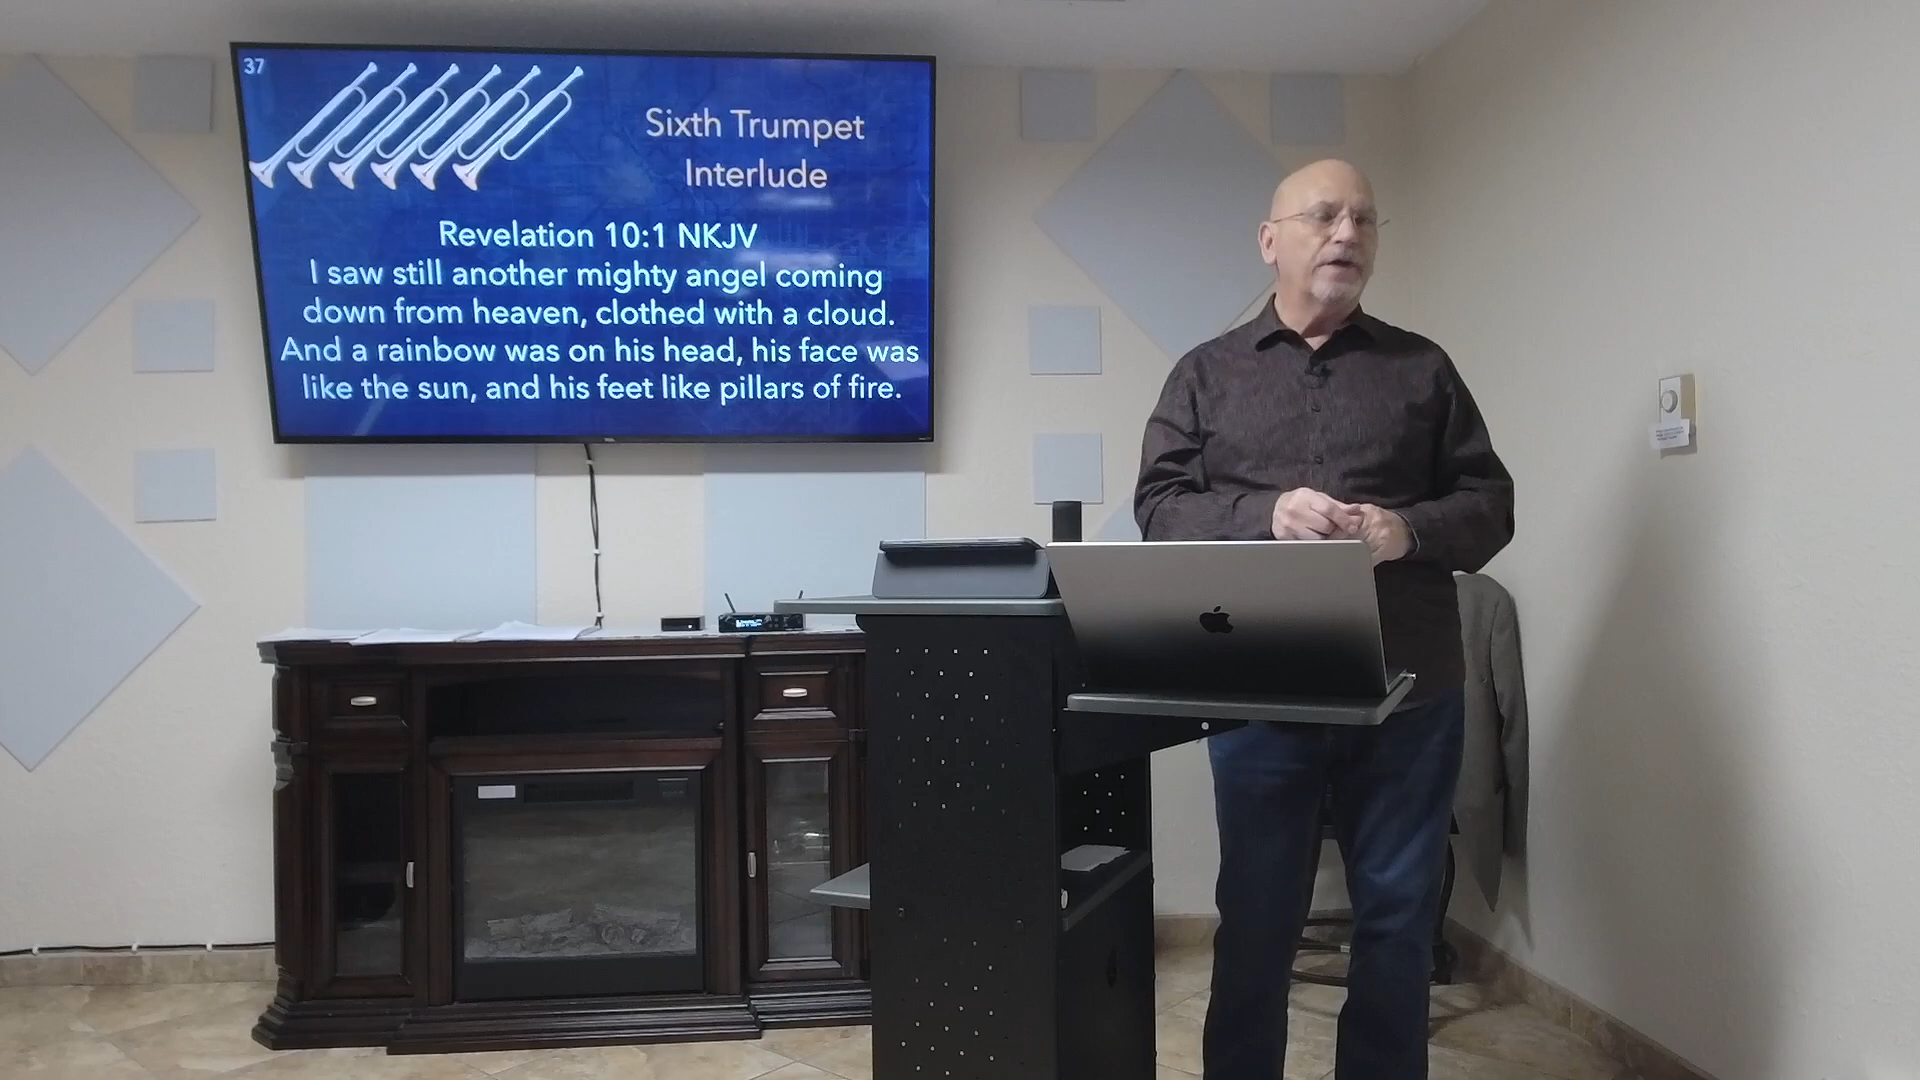 37
Sixth Trumpet
Interlude
Revelation 10:1 NKJV
I saw still another mighty angel coming
down from heaven, clothed with a cloud.
And a rainbow was on his head, his face was
like the sun, and his feet like pillars of fire.